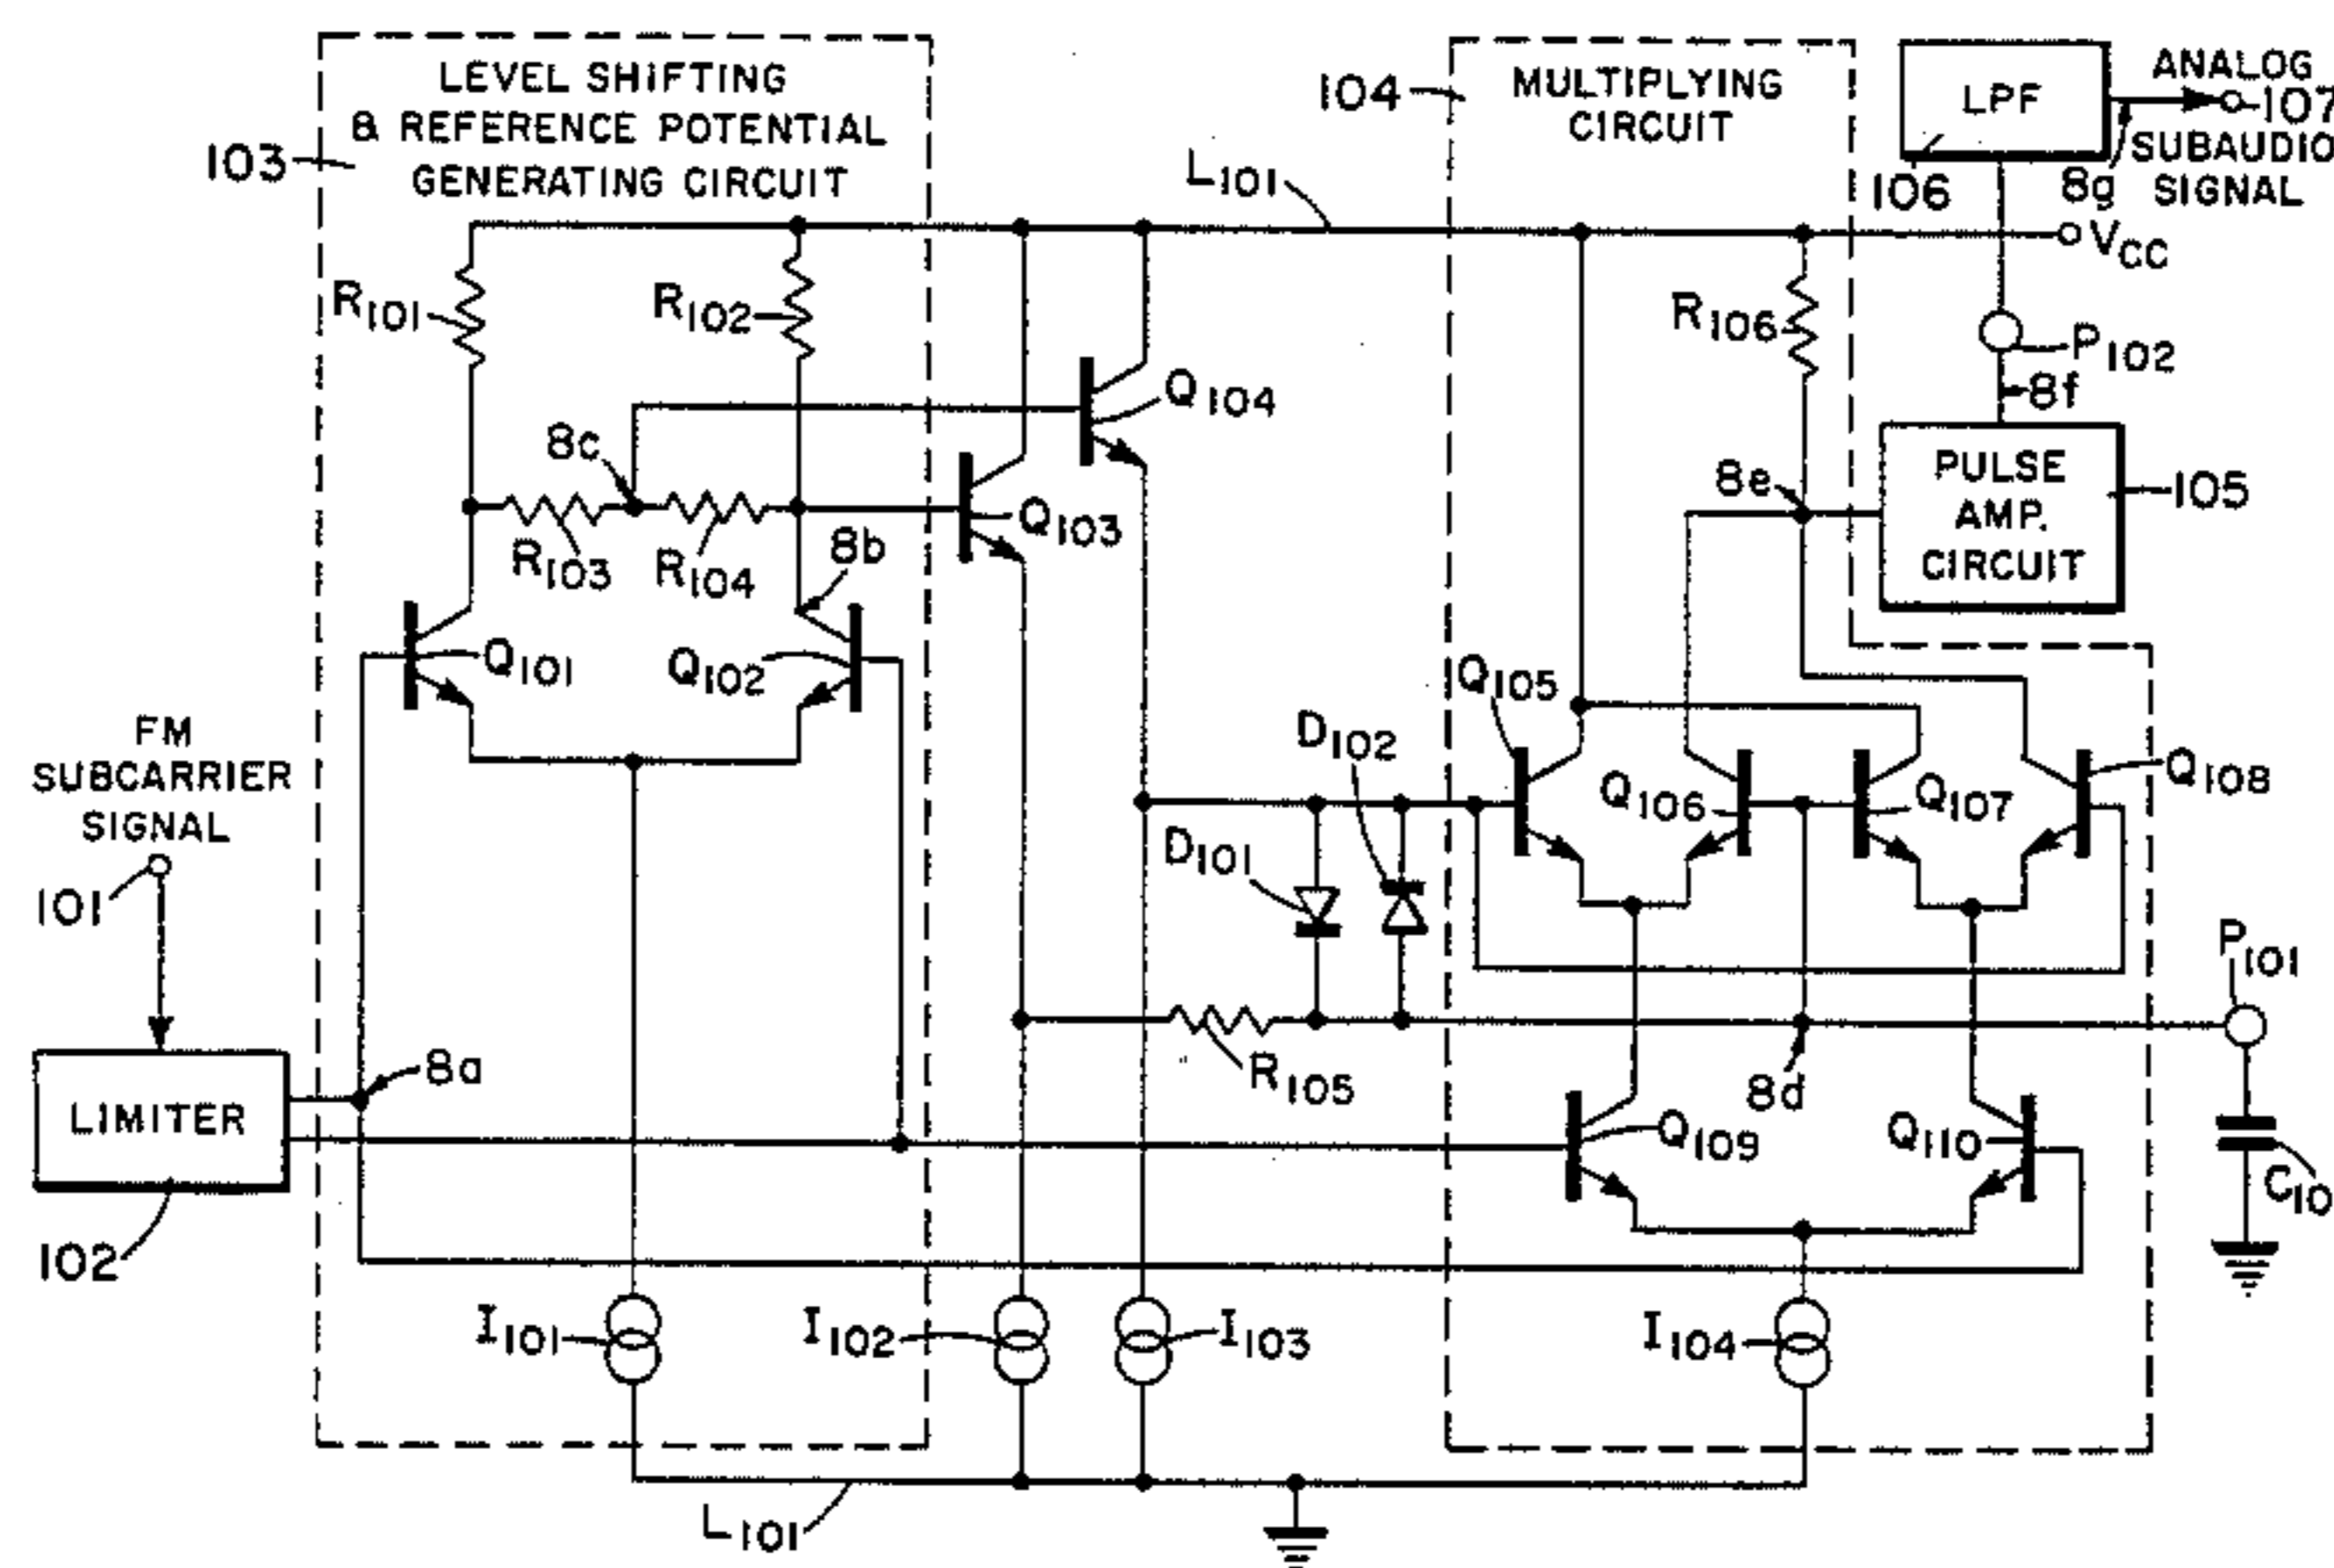 LEVEL SHIFTING
& REFERENCE POTENTIAL
GENERATING CIRCUIT
103
104
MULTIPLYING
CIRCUIT
LPF
106
ANALOG
107
SUBAUDIO
SIGNAL
8g
L101
VCC
R101
R102
R106
P102
8f
Q104
8c
8e
PULSE
AMP.
CIRCUIT
105
R103
R104
Q103
8b
Q101
Q102
Q105
D102
Q106
Q107
Q108
FM
SUBCARRIER
SIGNAL
101
D101
P101
8a
LIMITER
102
R105
8d
Q109
Q110
C10
I101
I102
I103
I104
L101